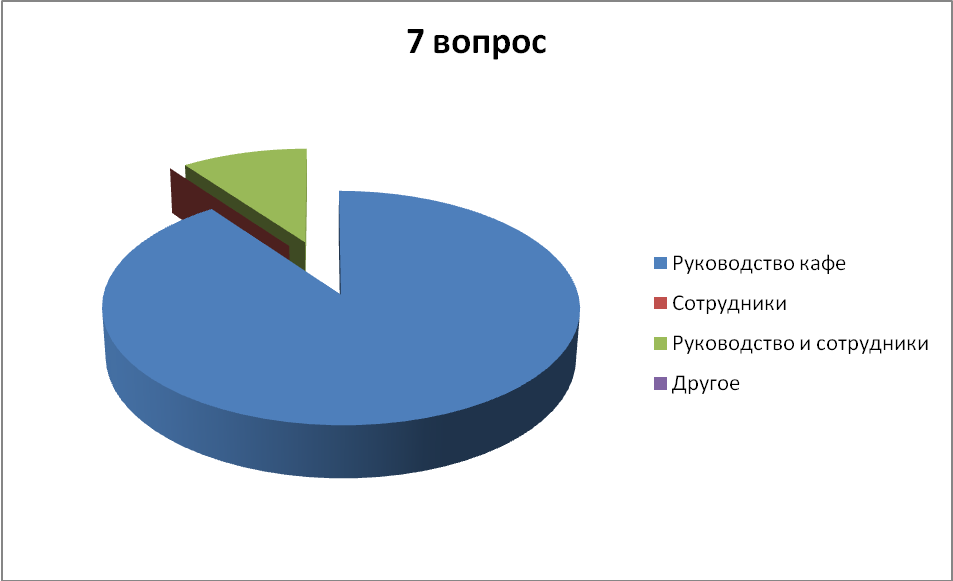 7 вопрос
Руководство кафе
Сотрудники
Руководство и сотрудники
Другое